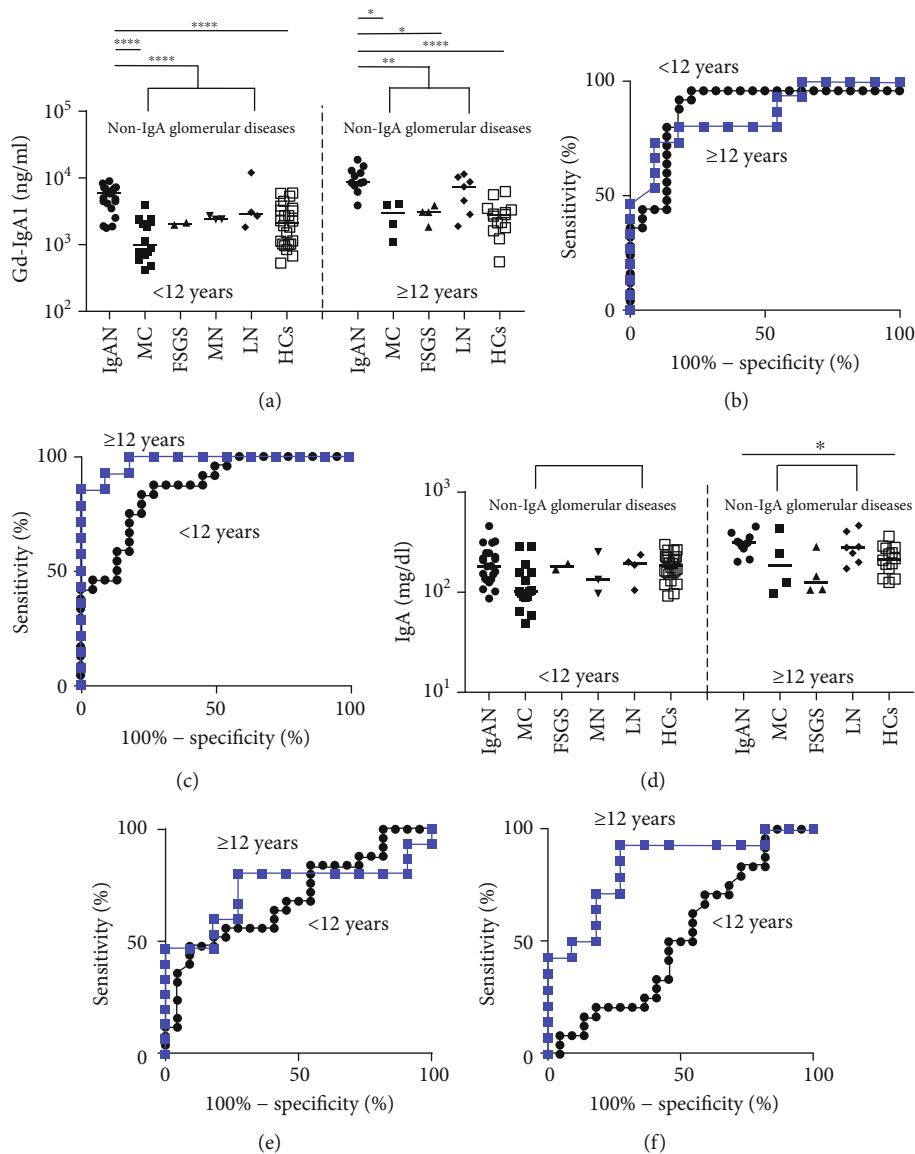 ****
****
****
*
*
****
**
10^5
10^4
10^3
10^2
Gd-IgA1 (ng/ml)
Non-IgA glomerular diseases
Non-IgA glomerular diseases
<12 years
≥12 years
IgAN
MC
FSGS
MN
LN
HCs
IgAN
MC
FSGS
LN
HCs
(a)
<12 years
≥12 years
100
50
0
Sensitivity (%)
0
50
100
100% – specificity (%)
(b)
≥12 years
<12 years
100
50
0
Sensitivity (%)
0
50
100
100% – specificity (%)
(c)
*
10^3
10^2
10^1
IgA (mg/dl)
Non-IgA glomerular diseases
Non-IgA glomerular diseases
<12 years
≥12 years
IgAN
MC
FSGS
MN
LN
HCs
IgAN
MC
FSGS
LN
HCs
(d)
≥12 years
<12 years
100
50
0
Sensitivity (%)
0
50
100
100% – specificity (%)
(e)
≥12 years
<12 years
100
50
0
Sensitivity (%)
0
50
100
100% – specificity (%)
(f)